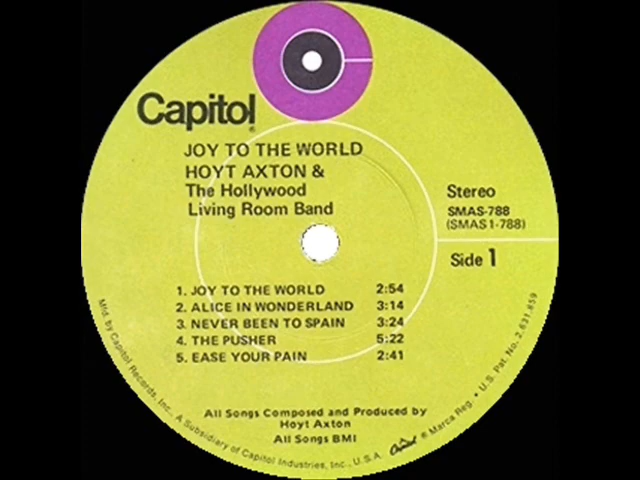 Capitol®
JOY TO THE WORLD
HOYT AXTON &
The Hollywood
Living Room Band
Stereo
SMAS-788
(SMAS 1-788)
Side 1
1. JOY TO THE WORLD 2:54
2. ALICE IN WONDERLAND 3:14
3. NEVER BEEN TO SPAIN 3:24
4. THE PUSHER 5:22
5. EASE YOUR PAIN 2:41
All Songs Composed and Produced by
Hoyt Axton
All Songs BMI
Mfd. by Capitol Records, Inc., A Subsidiary of Capitol Industries, Inc., U.S.A. Capitol ® Marca Reg. • U.S. Pat. No. 2,631,859